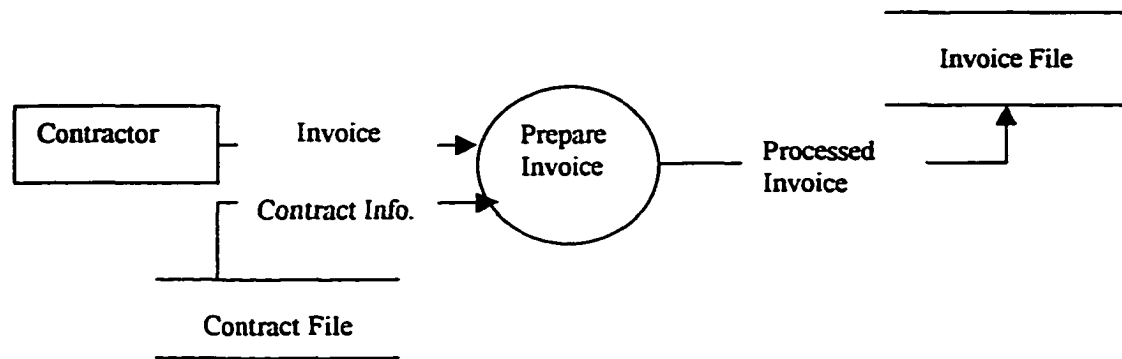 Invoice File
Contractor
Invoice
Prepare
Invoice
Processed
Invoice
Contract Info.
Contract File